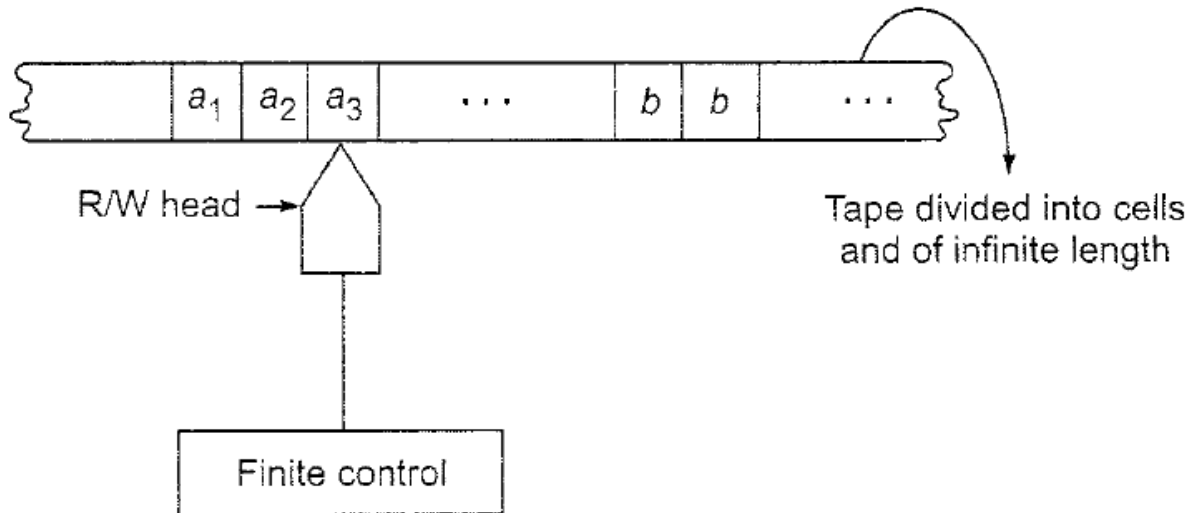 a1 a2 a3 ... b b ...
R/W head
Tape divided into cells
and of infinite length
Finite control